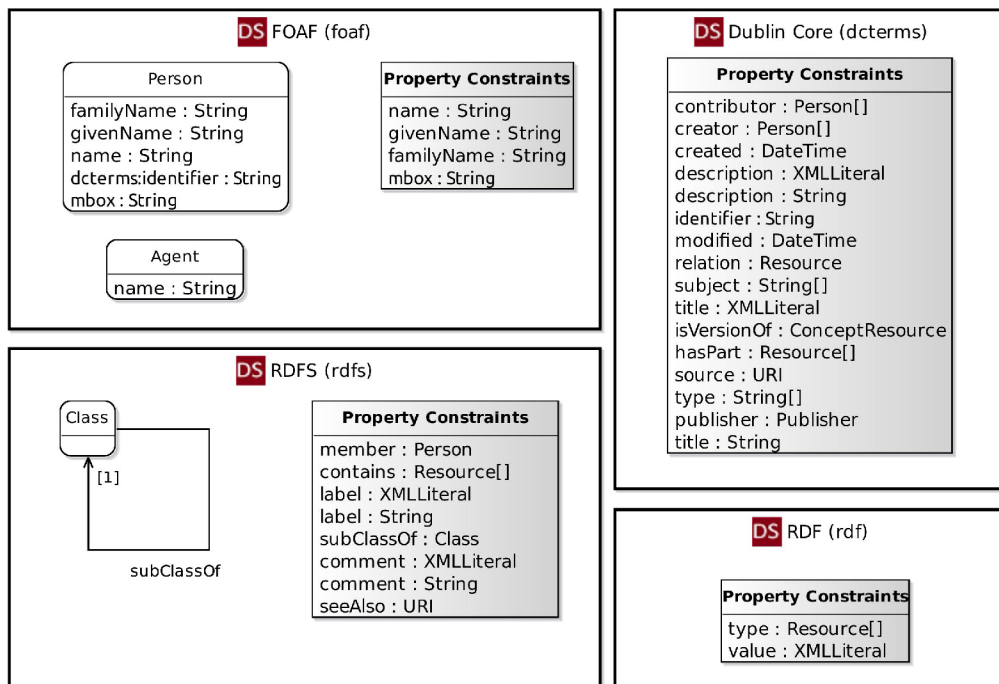 DS FOAF (foaf)
Person
familyName : String
givenName : String
name : String
dcterms:identifier : String
mbox : String
Property Constraints
name : String
givenName : String
familyName : String
mbox : String
Agent
name : String
DS Dublin Core (dcterms)
Property Constraints
contributor : Person[]
creator : Person[]
created : DateTime
description : XMLLiteral
description : String
identifier : String
modified : DateTime
relation : Resource
subject : String[]
title : XMLLiteral
isVersionOf : ConceptResource
hasPart : Resource[]
source : URI
type : String[]
publisher : Publisher
title : String
DS RDFS (rdfs)
Class
[1]
subClassOf
Property Constraints
member : Person
contains : Resource[]
label : XMLLiteral
label : String
subClassOf : Class
comment : XMLLiteral
comment : String
seeAlso : URI
DS RDF (rdf)
Property Constraints
type : Resource[]
value : XMLLiteral